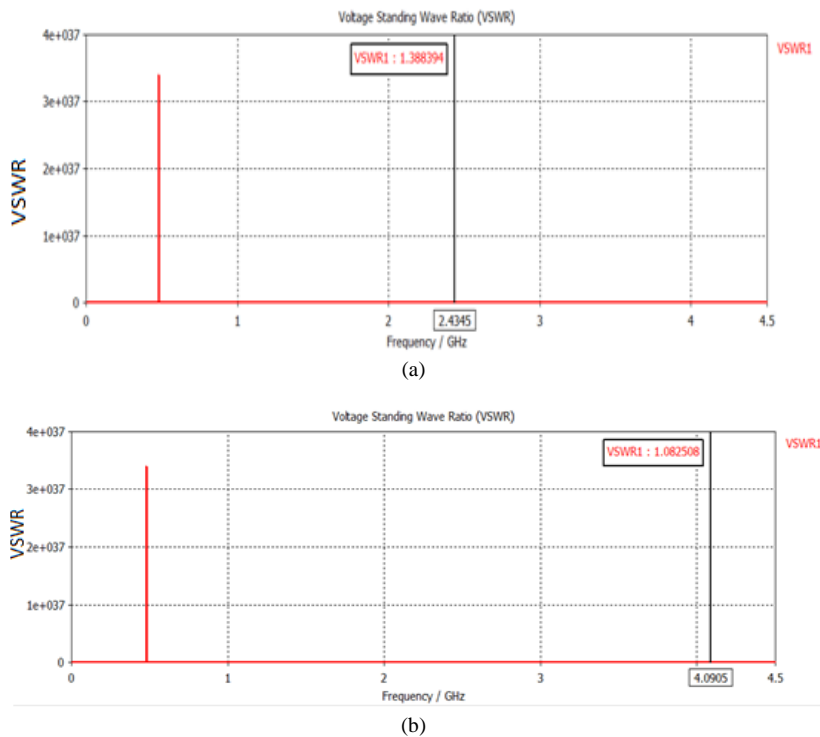 Voltage Standing Wave Ratio (VSWR)
4e+037
VSWR1 : 1.388394
VSWR1
3e+037
2e+037
VSWR
1e+037
0
0 1 2 2.4345 3 4 4.5
Frequency / GHz
(a)
Voltage Standing Wave Ratio (VSWR)
4e+037
VSWR1 : 1.082508
VSWR1
3e+037
2e+037
VSWR
1e+037
0
0 1 2 3 4.0905 4.5
Frequency / GHz
(b)